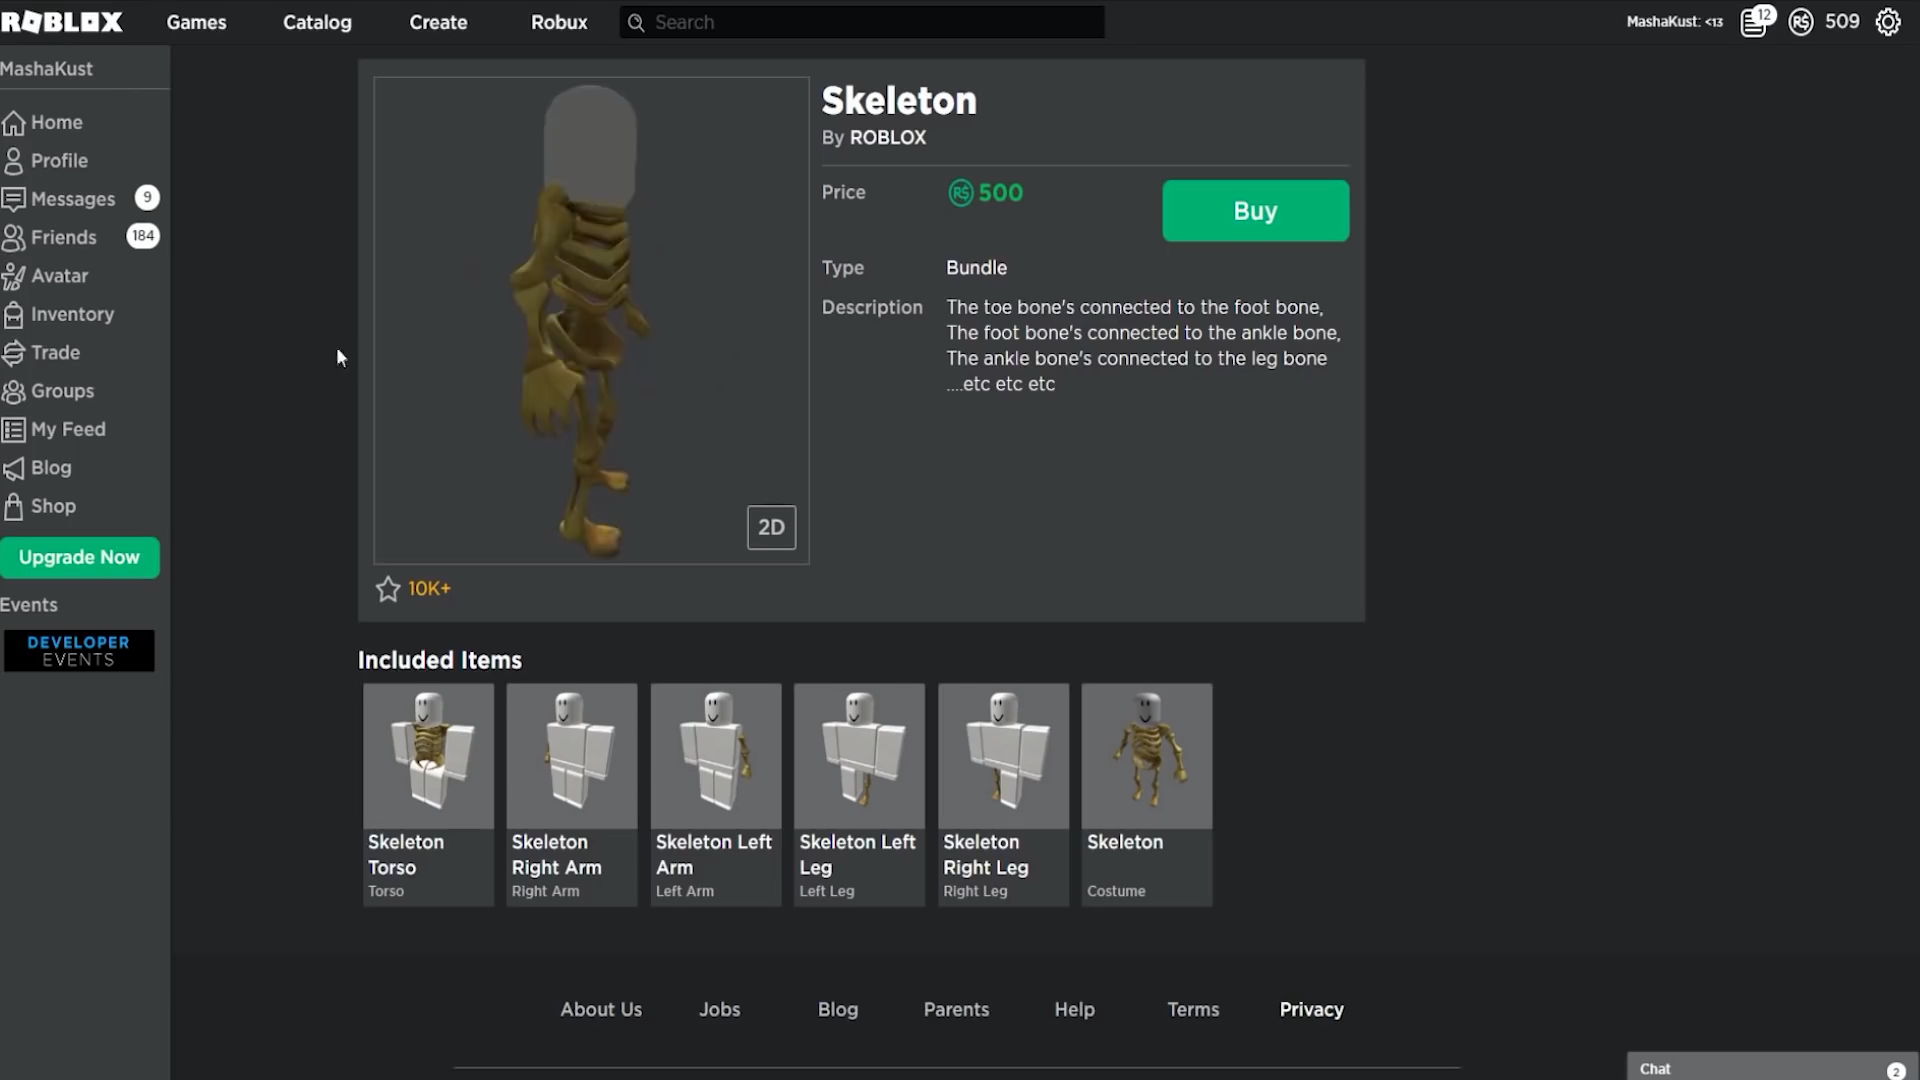 ROBLOX
Games
Catalog
Create
Robux
Search
MashaKust: <13
12
509
MashaKust
Home
Profile
Messages
9
Friends
184
Avatar
Inventory
Trade
Groups
My Feed
Blog
Shop
Upgrade Now
Events
DEVELOPER
EVENTS
2D
10K+
Skeleton
By ROBLOX
Price
R$ 500
Buy
Type
Bundle
Description
The toe bone's connected to the foot bone,
The foot bone's connected to the ankle bone,
The ankle bone's connected to the leg bone
....etc etc etc
Included Items
Skeleton
Torso
Torso
Skeleton
Right Arm
Right Arm
Skeleton Left
Arm
Left Arm
Skeleton Left
Leg
Left Leg
Skeleton
Right Leg
Right Leg
Skeleton
Costume
About Us
Jobs
Blog
Parents
Help
Terms
Privacy
Chat
2